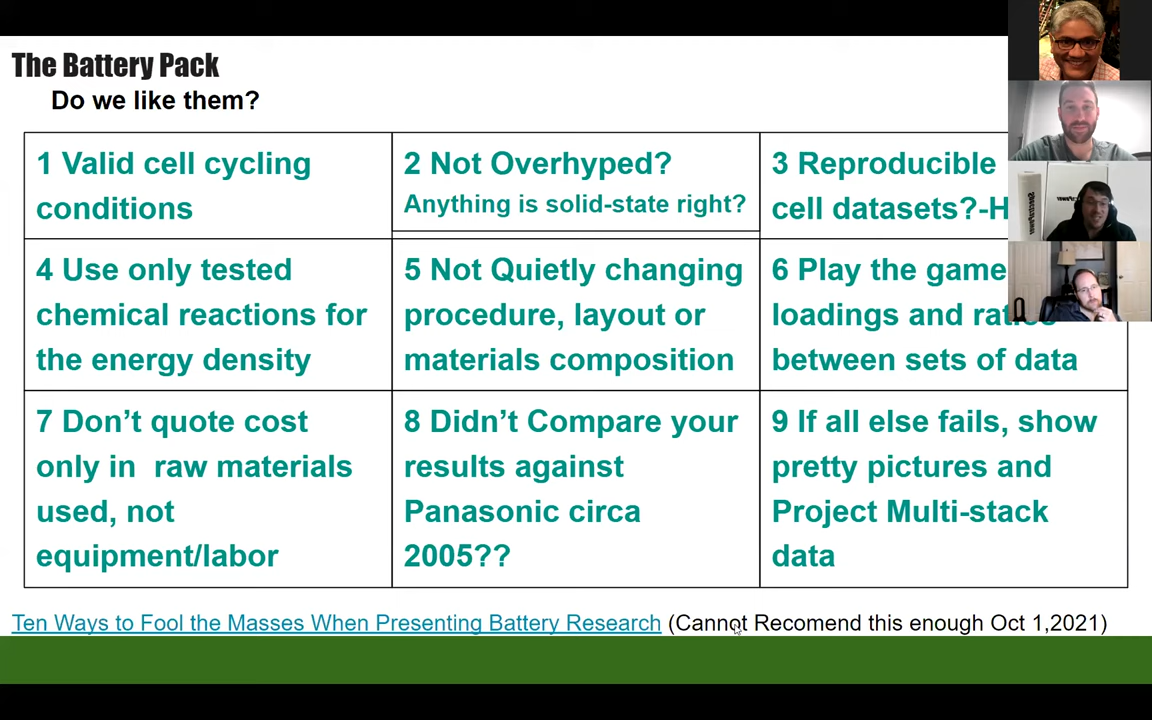 The Battery Pack
Do we like them?
1 Valid cell cycling
conditions
2 Not Overhyped?
Anything is solid-state right?
3 Reproducible
cell datasets?-H
4 Use only tested
chemical reactions for
the energy density
5 Not Quietly changing
procedure, layout or
materials composition
6 Play the game
loadings and ratios
between sets of data
7 Don't quote cost
only in  raw materials
used, not
equipment/labor
8 Didn't Compare your
results against
Panasonic circa
2005??
9 If all else fails, show
pretty pictures and
Project Multi-stack
data
Ten Ways to Fool the Masses When Presenting Battery Research (Cannot Recomend this enough Oct 1,2021)